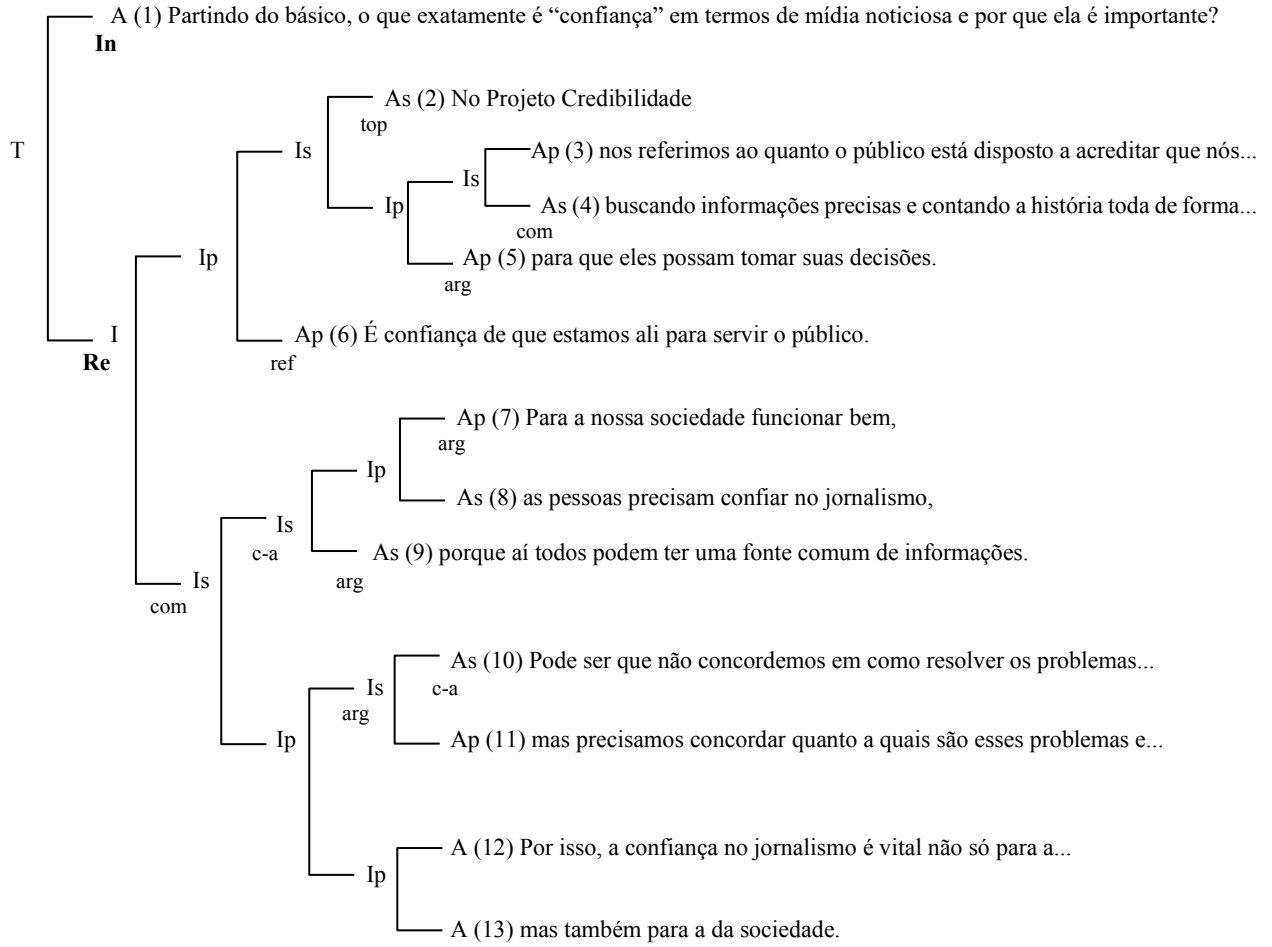 A (1) Partindo do básico, o que exatamente é “confiança” em termos de mídia noticiosa e por que ela é importante?
In
As (2) No Projeto Credibilidade
top
T
Is
Ap (3) nos referimos ao quanto o público está disposto a acreditar que nós...
Is
Ip
As (4) buscando informações precisas e contando a história toda de forma...
com
Ip
Ap (5) para que eles possam tomar suas decisões.
arg
I
Re
Ap (6) É confiança de que estamos ali para servir o público.
ref
Ap (7) Para a nossa sociedade funcionar bem,
arg
Ip
As (8) as pessoas precisam confiar no jornalismo,
Is
c-a
As (9) porque aí todos podem ter uma fonte comum de informações.
arg
Is
com
As (10) Pode ser que não concordemos em como resolver os problemas...
c-a
Is
arg
Ip
Ap (11) mas precisamos concordar quanto a quais são esses problemas e...
A (12) Por isso, a confiança no jornalismo é vital não só para a...
Ip
A (13) mas também para a da sociedade.